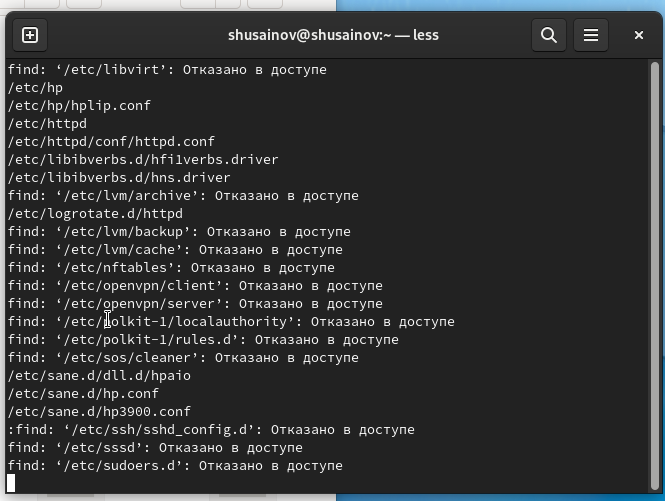 shusainov@shusainov:~ — less
find: ‘/etc/libvirt’: Отказано в доступе
/etc/hp
/etc/hp/hplip.conf
/etc/httpd
/etc/httpd/conf/httpd.conf
/etc/libibverbs.d/hfi1verbs.driver
/etc/libibverbs.d/hns.driver
find: ‘/etc/lvm/archive’: Отказано в доступе
/etc/logrotate.d/httpd
find: ‘/etc/lvm/backup’: Отказано в доступе
find: ‘/etc/lvm/cache’: Отказано в доступе
find: ‘/etc/nftables’: Отказано в доступе
find: ‘/etc/openvpn/client’: Отказано в доступе
find: ‘/etc/openvpn/server’: Отказано в доступе
find: ‘/etc/polkit-1/localauthority’: Отказано в доступе
find: ‘/etc/polkit-1/rules.d’: Отказано в доступе
find: ‘/etc/sos/cleaner’: Отказано в доступе
/etc/sane.d/dll.d/hpaio
/etc/sane.d/hp.conf
/etc/sane.d/hp3900.conf
:find: ‘/etc/ssh/sshd_config.d’: Отказано в доступе
find: ‘/etc/sssd’: Отказано в доступе
find: ‘/etc/sudoers.d’: Отказано в доступе